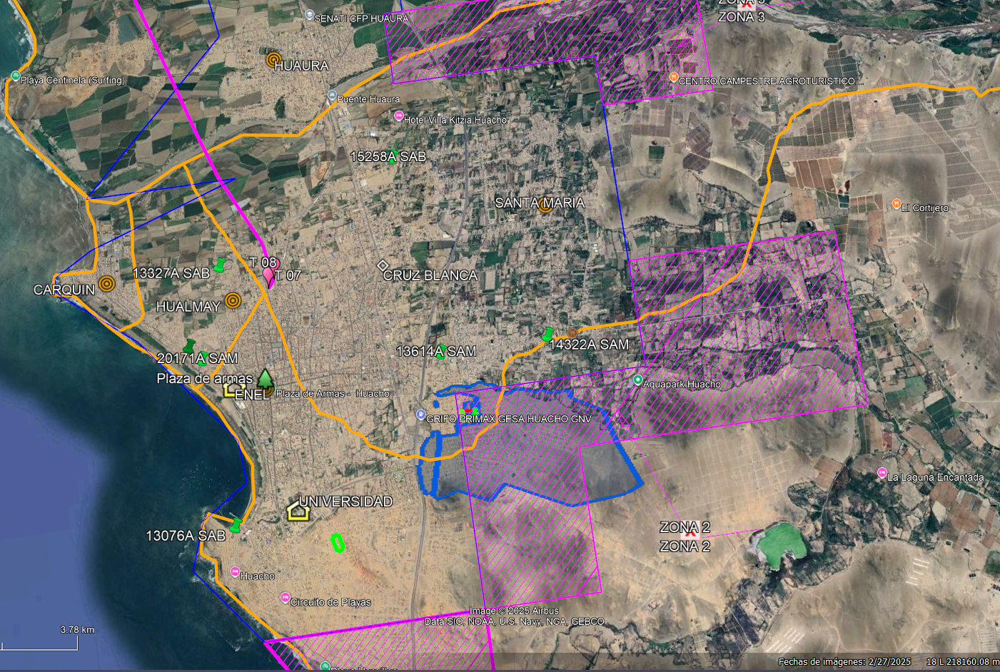 ZONA 3
ZONA 3
SENATI CFP HUAURA
HUAURA
Playa Centinela (Surfing)
CENTRO CAMPESTRE AGROTURISTICO...
Puente Huaura
Hotel Villa Kitzia Huacho
15258A SAB
SANTA MARIA
El Cortijero
T 08
13327A SAB
T 07
CRUZ BLANCA
CARQUIN
HUALMAY
14322A SAM
13614A SAM
20171A SAM
Plaza de armas
Aquapark Huacho
ENEL
Plaza de Armas - Huacho
GRIFO PRIMAX GESA HUACHO GNV
La Laguna Encantada
UNIVERSIDAD
ZONA 2
13076A SAB
ZONA 2
Huacho
Circuito de Playas
Image © 2025 Airbus
Data SIO, NOAA, U.S. Navy, NGA, GEBCO
3.78 km
Fechas de imágenes: 2/27/2025
18 L 218160.08 m